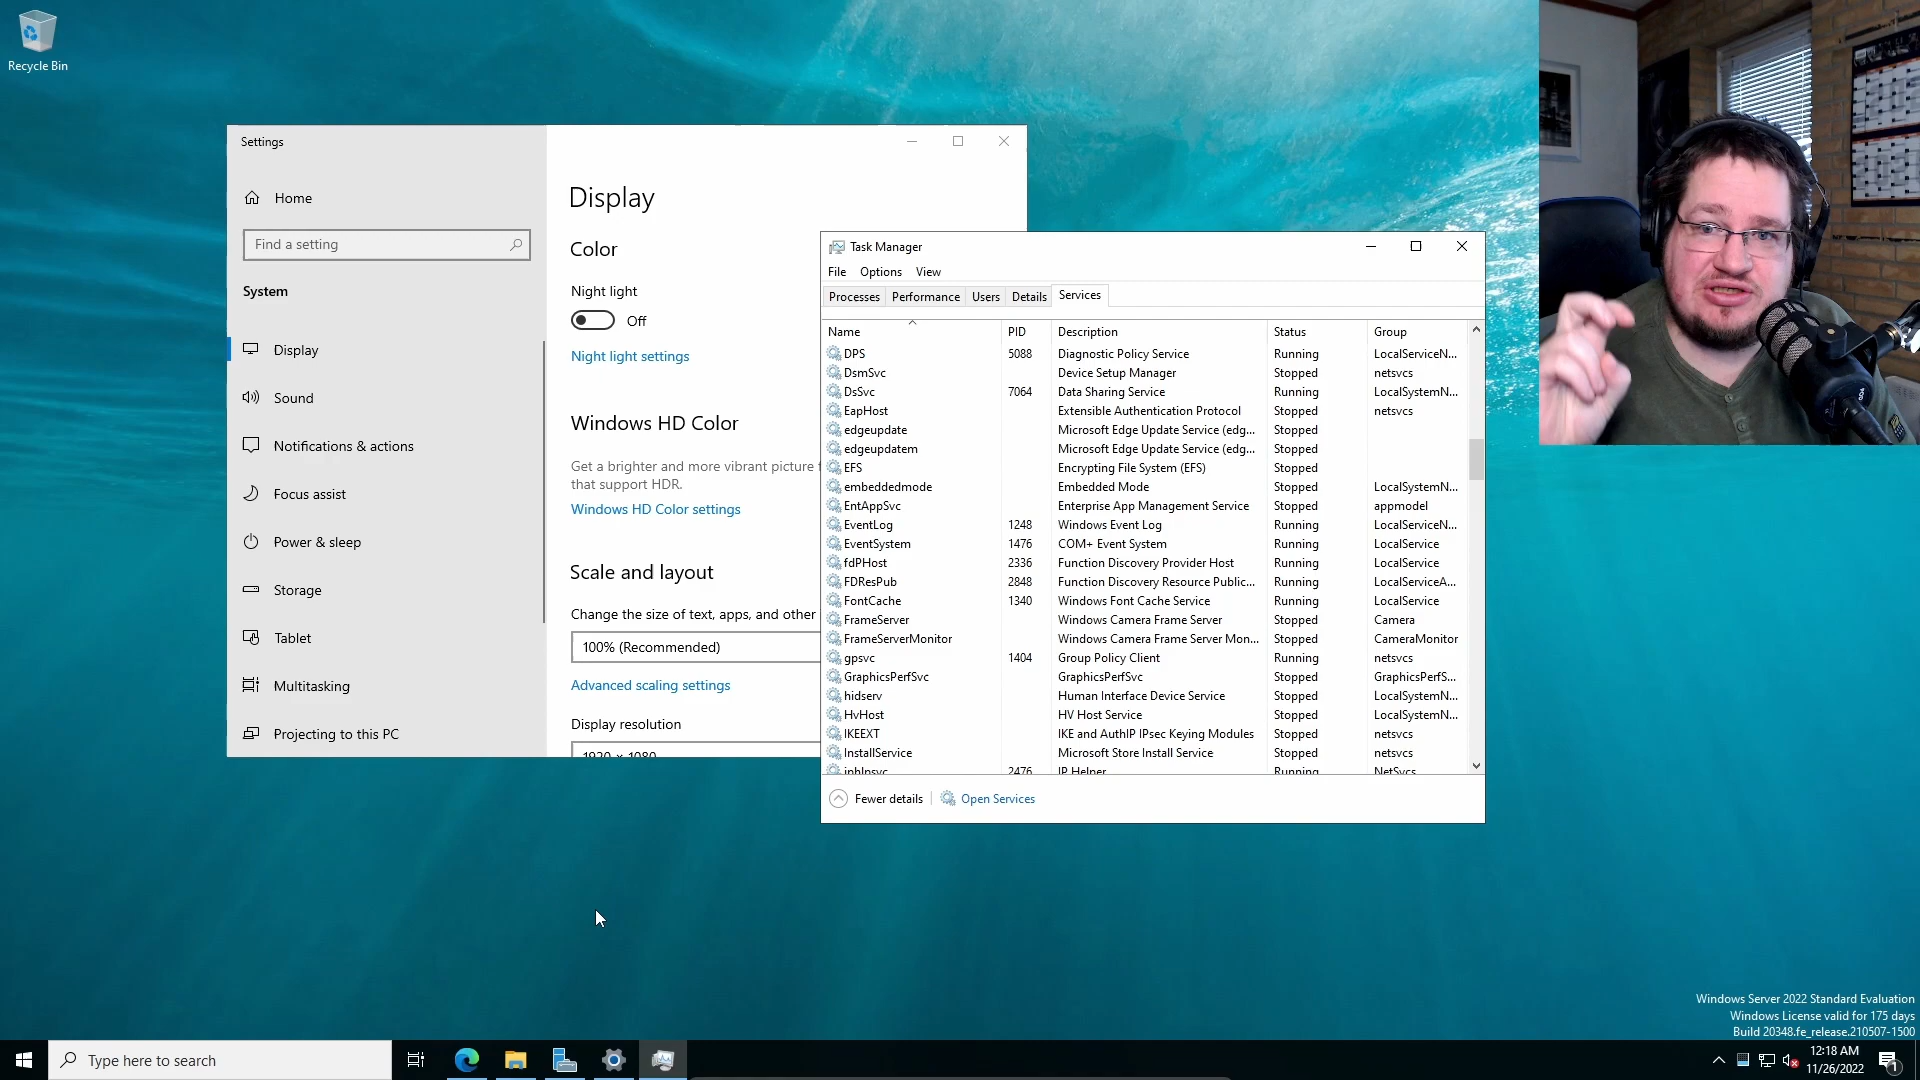 Recycle Bin
Settings
Home
Find a setting
System
Display
Sound
Notifications & actions
Focus assist
Power & sleep
Storage
Tablet
Multitasking
Projecting to this PC
Display
Color
Night light
Off
Night light settings
Windows HD Color
Get a brighter and more vibrant picture
that support HDR.
Windows HD Color settings
Scale and layout
Change the size of text, apps, and other
100% (Recommended)
Advanced scaling settings
Display resolution
1920 x 1080
Task Manager
File Options View
Processes Performance Users Details Services
Name PID Description Status Group
DPS 5088 Diagnostic Policy Service Running LocalServiceN...
DsmSvc Device Setup Manager Stopped netsvcs
DsSvc 7064 Data Sharing Service Running LocalSystemN...
EapHost Extensible Authentication Protocol Stopped netsvcs
edgeupdate Microsoft Edge Update Service (edg... Stopped
edgeupdatem Microsoft Edge Update Service (edg... Stopped
EFS Encrypting File System (EFS) Stopped
embeddedmode Embedded Mode Stopped LocalSystemN...
EntAppSvc Enterprise App Management Service Stopped appmodel
EventLog 1248 Windows Event Log Running LocalServiceN...
EventSystem 1476 COM+ Event System Running LocalService
fdPHost 2336 Function Discovery Provider Host Running LocalService
FDResPub 2848 Function Discovery Resource Public... Running LocalServiceA...
FontCache 1340 Windows Font Cache Service Running LocalService
FrameServer Windows Camera Frame Server Stopped Camera
FrameServerMonitor Windows Camera Frame Server Mon... Stopped CameraMonitor
gpsvc 1404 Group Policy Client Running netsvcs
GraphicsPerfSvc GraphicsPerfSvc Stopped GraphicsPerfS...
hidserv Human Interface Device Service Stopped LocalSystemN...
HvHost HV Host Service Stopped LocalSystemN...
IKEEXT IKE and AuthIP IPsec Keying Modules Stopped netsvcs
InstallService Microsoft Store Install Service Stopped netsvcs
iphlpsvc 2476 IP Helper Running NetSvcs
Fewer details Open Services
Windows Server 2022 Standard Evaluation
Windows License valid for 175 days
Build 20348.fe_release.210507-1500
Type here to search
12:18 AM
11/26/2022
1